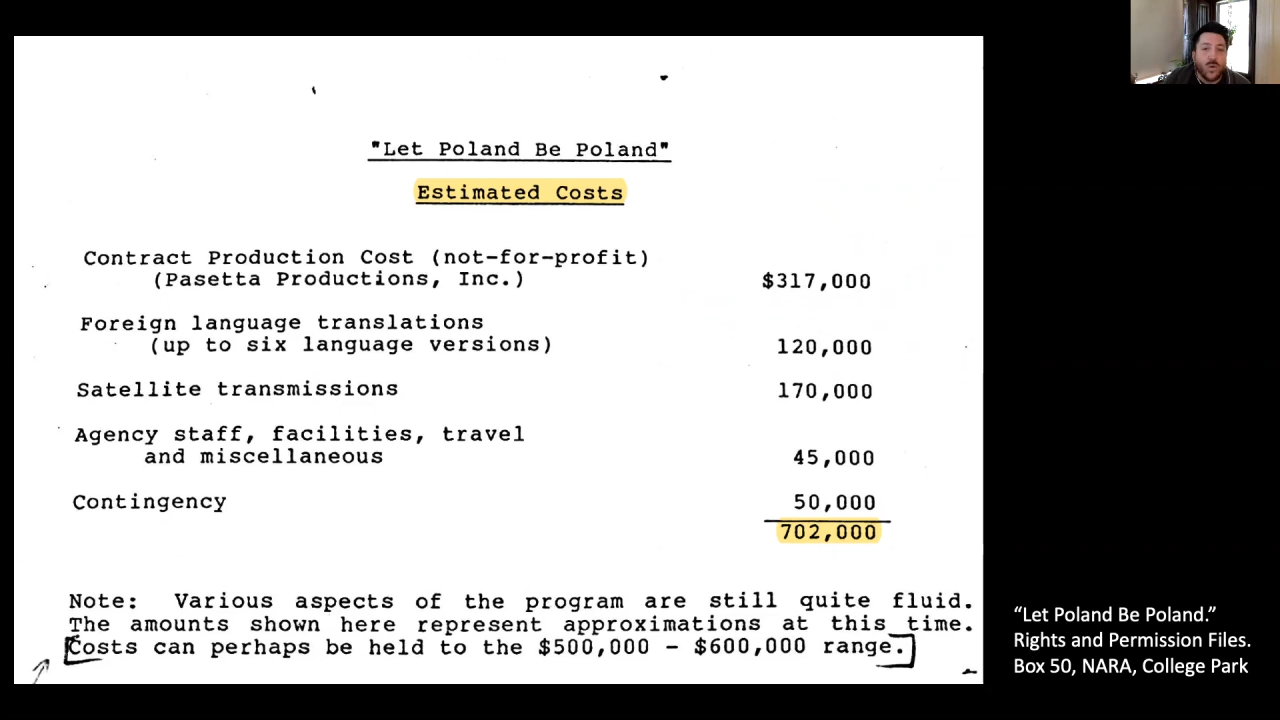 "Let Poland Be Poland"
Estimated Costs
Contract Production Cost (not-for-profit)
(Pasetta Productions, Inc.) $317,000
Foreign language translations
(up to six language versions) 120,000
Satellite transmissions 170,000
Agency staff, facilities, travel
and miscellaneous 45,000
Contingency 50,000
702,000
Note: Various aspects of the program are still quite fluid.
The amounts shown here represent approximations at this time.
Costs can perhaps be held to the $500,000 - $600,000 range.
“Let Poland Be Poland.”
Rights and Permission Files.
Box 50, NARA, College Park